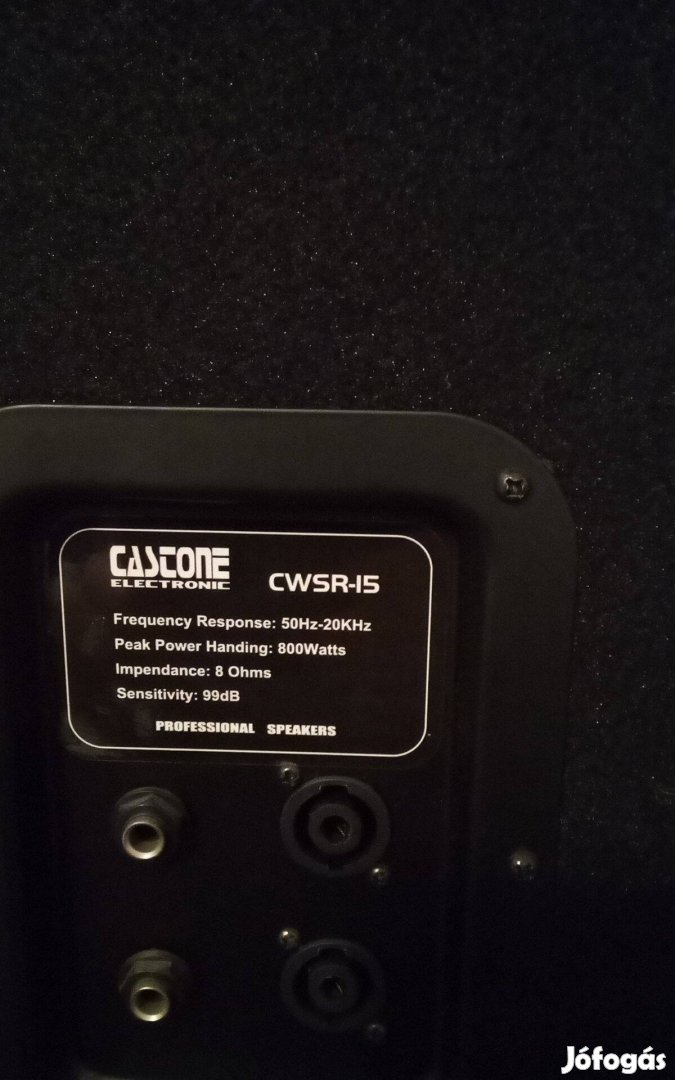 CASTONE
ELECTRONIC
CWSR-15
Frequency Response: 50Hz-20KHz
Peak Power Handing: 800Watts
Impendance: 8 Ohms
Sensitivity: 99dB
PROFESSIONAL SPEAKERS
Jófogás